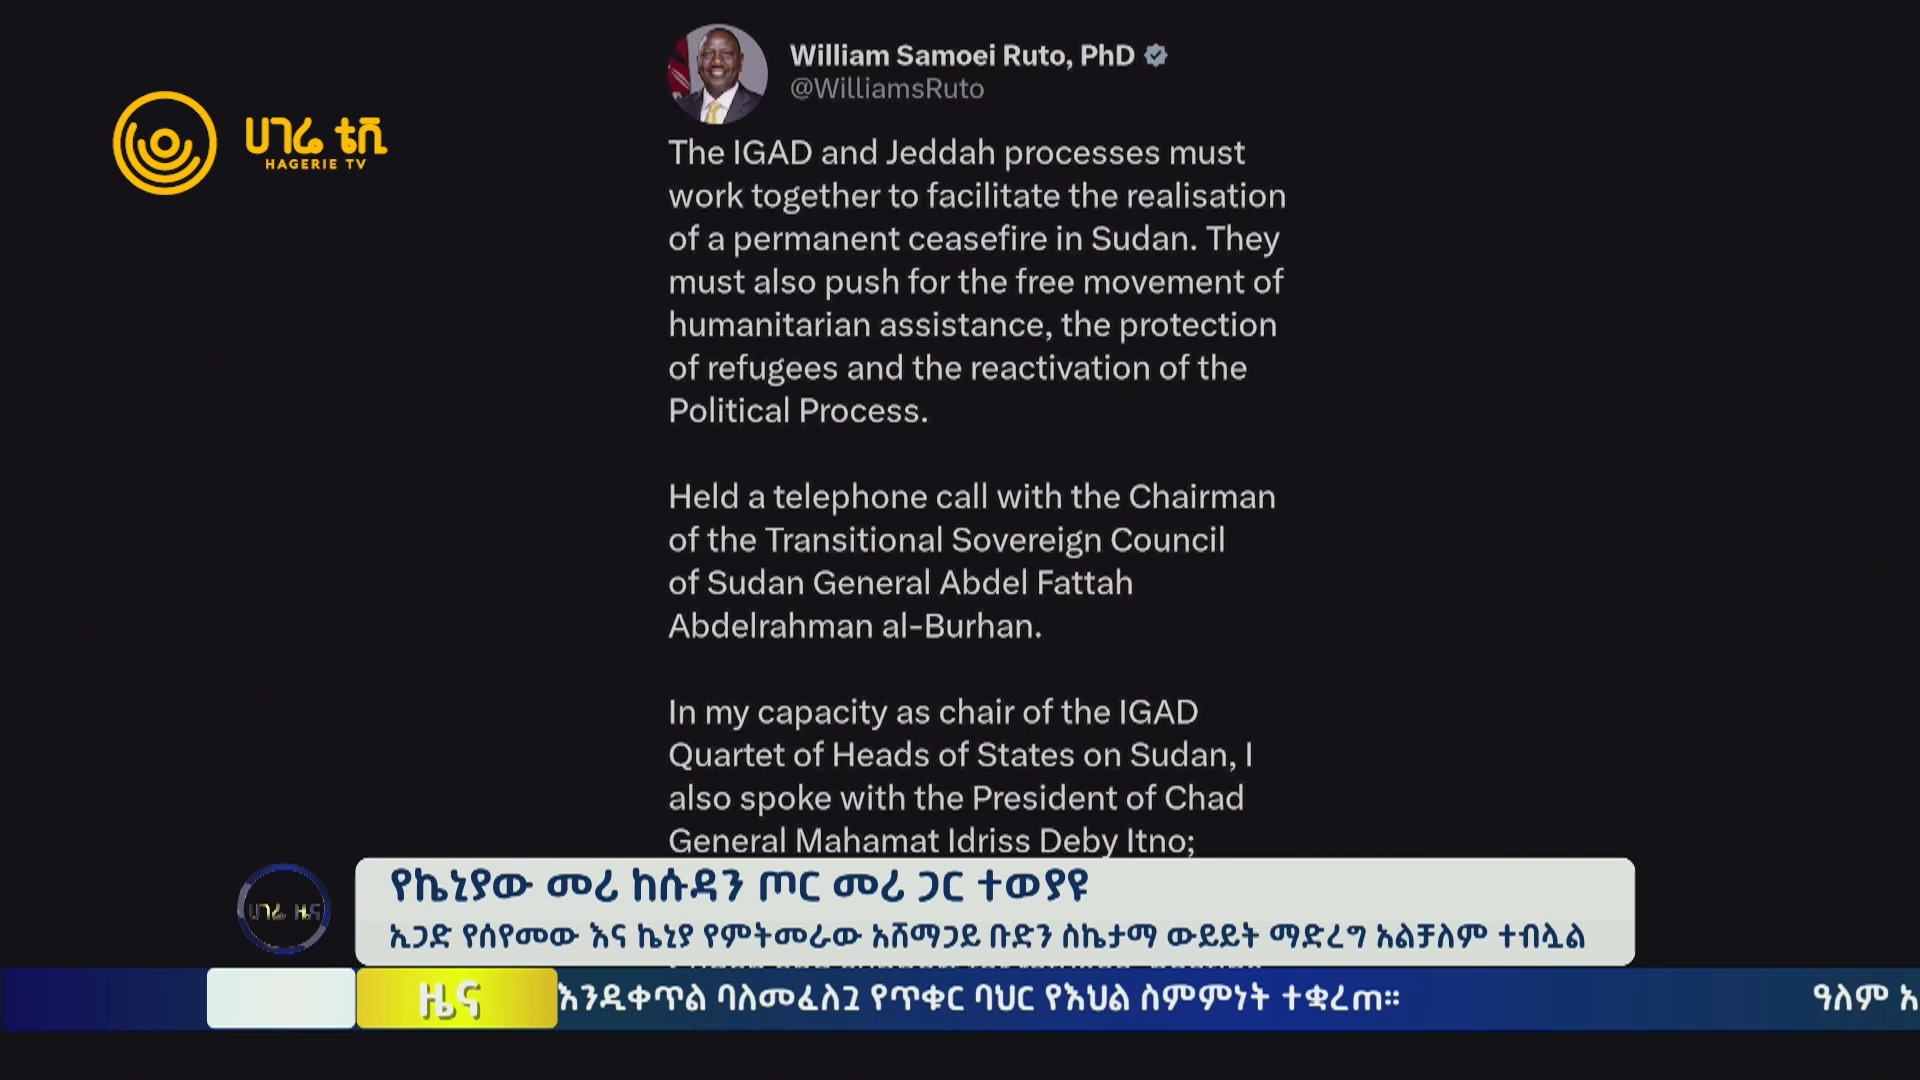 William Samoei Ruto, PhD
@WilliamsRuto
ሀገሬ ቴቪ
HAGERIE TV
The IGAD and Jeddah processes must
work together to facilitate the realisation
of a permanent ceasefire in Sudan. They
must also push for the free movement of
humanitarian assistance, the protection
of refugees and the reactivation of the
Political Process.
Held a telephone call with the Chairman
of the Transitional Sovereign Council
of Sudan General Abdel Fattah
Abdelrahman al-Burhan.
In my capacity as chair of the IGAD
Quartet of Heads of States on Sudan, I
also spoke with the President of Chad
General Mahamat Idriss Deby Itno;
ሀገሬ ዜና
የኬኒያው መሪ ከሱዳን ጦር መሪ ጋር ተወያዩ
ኢጋድ የሰየመው እና ኬኒያ የምትመራው አሸማጋይ ቡድን ስኬታማ ውይይት ማድረግ አልቻለም ተብሏል
ዜና
እንዲቀጥል ባለመፈለጓ የጥቁር ባህር የእህል ስምምነት ተቋረጠ።
ዓለም አ